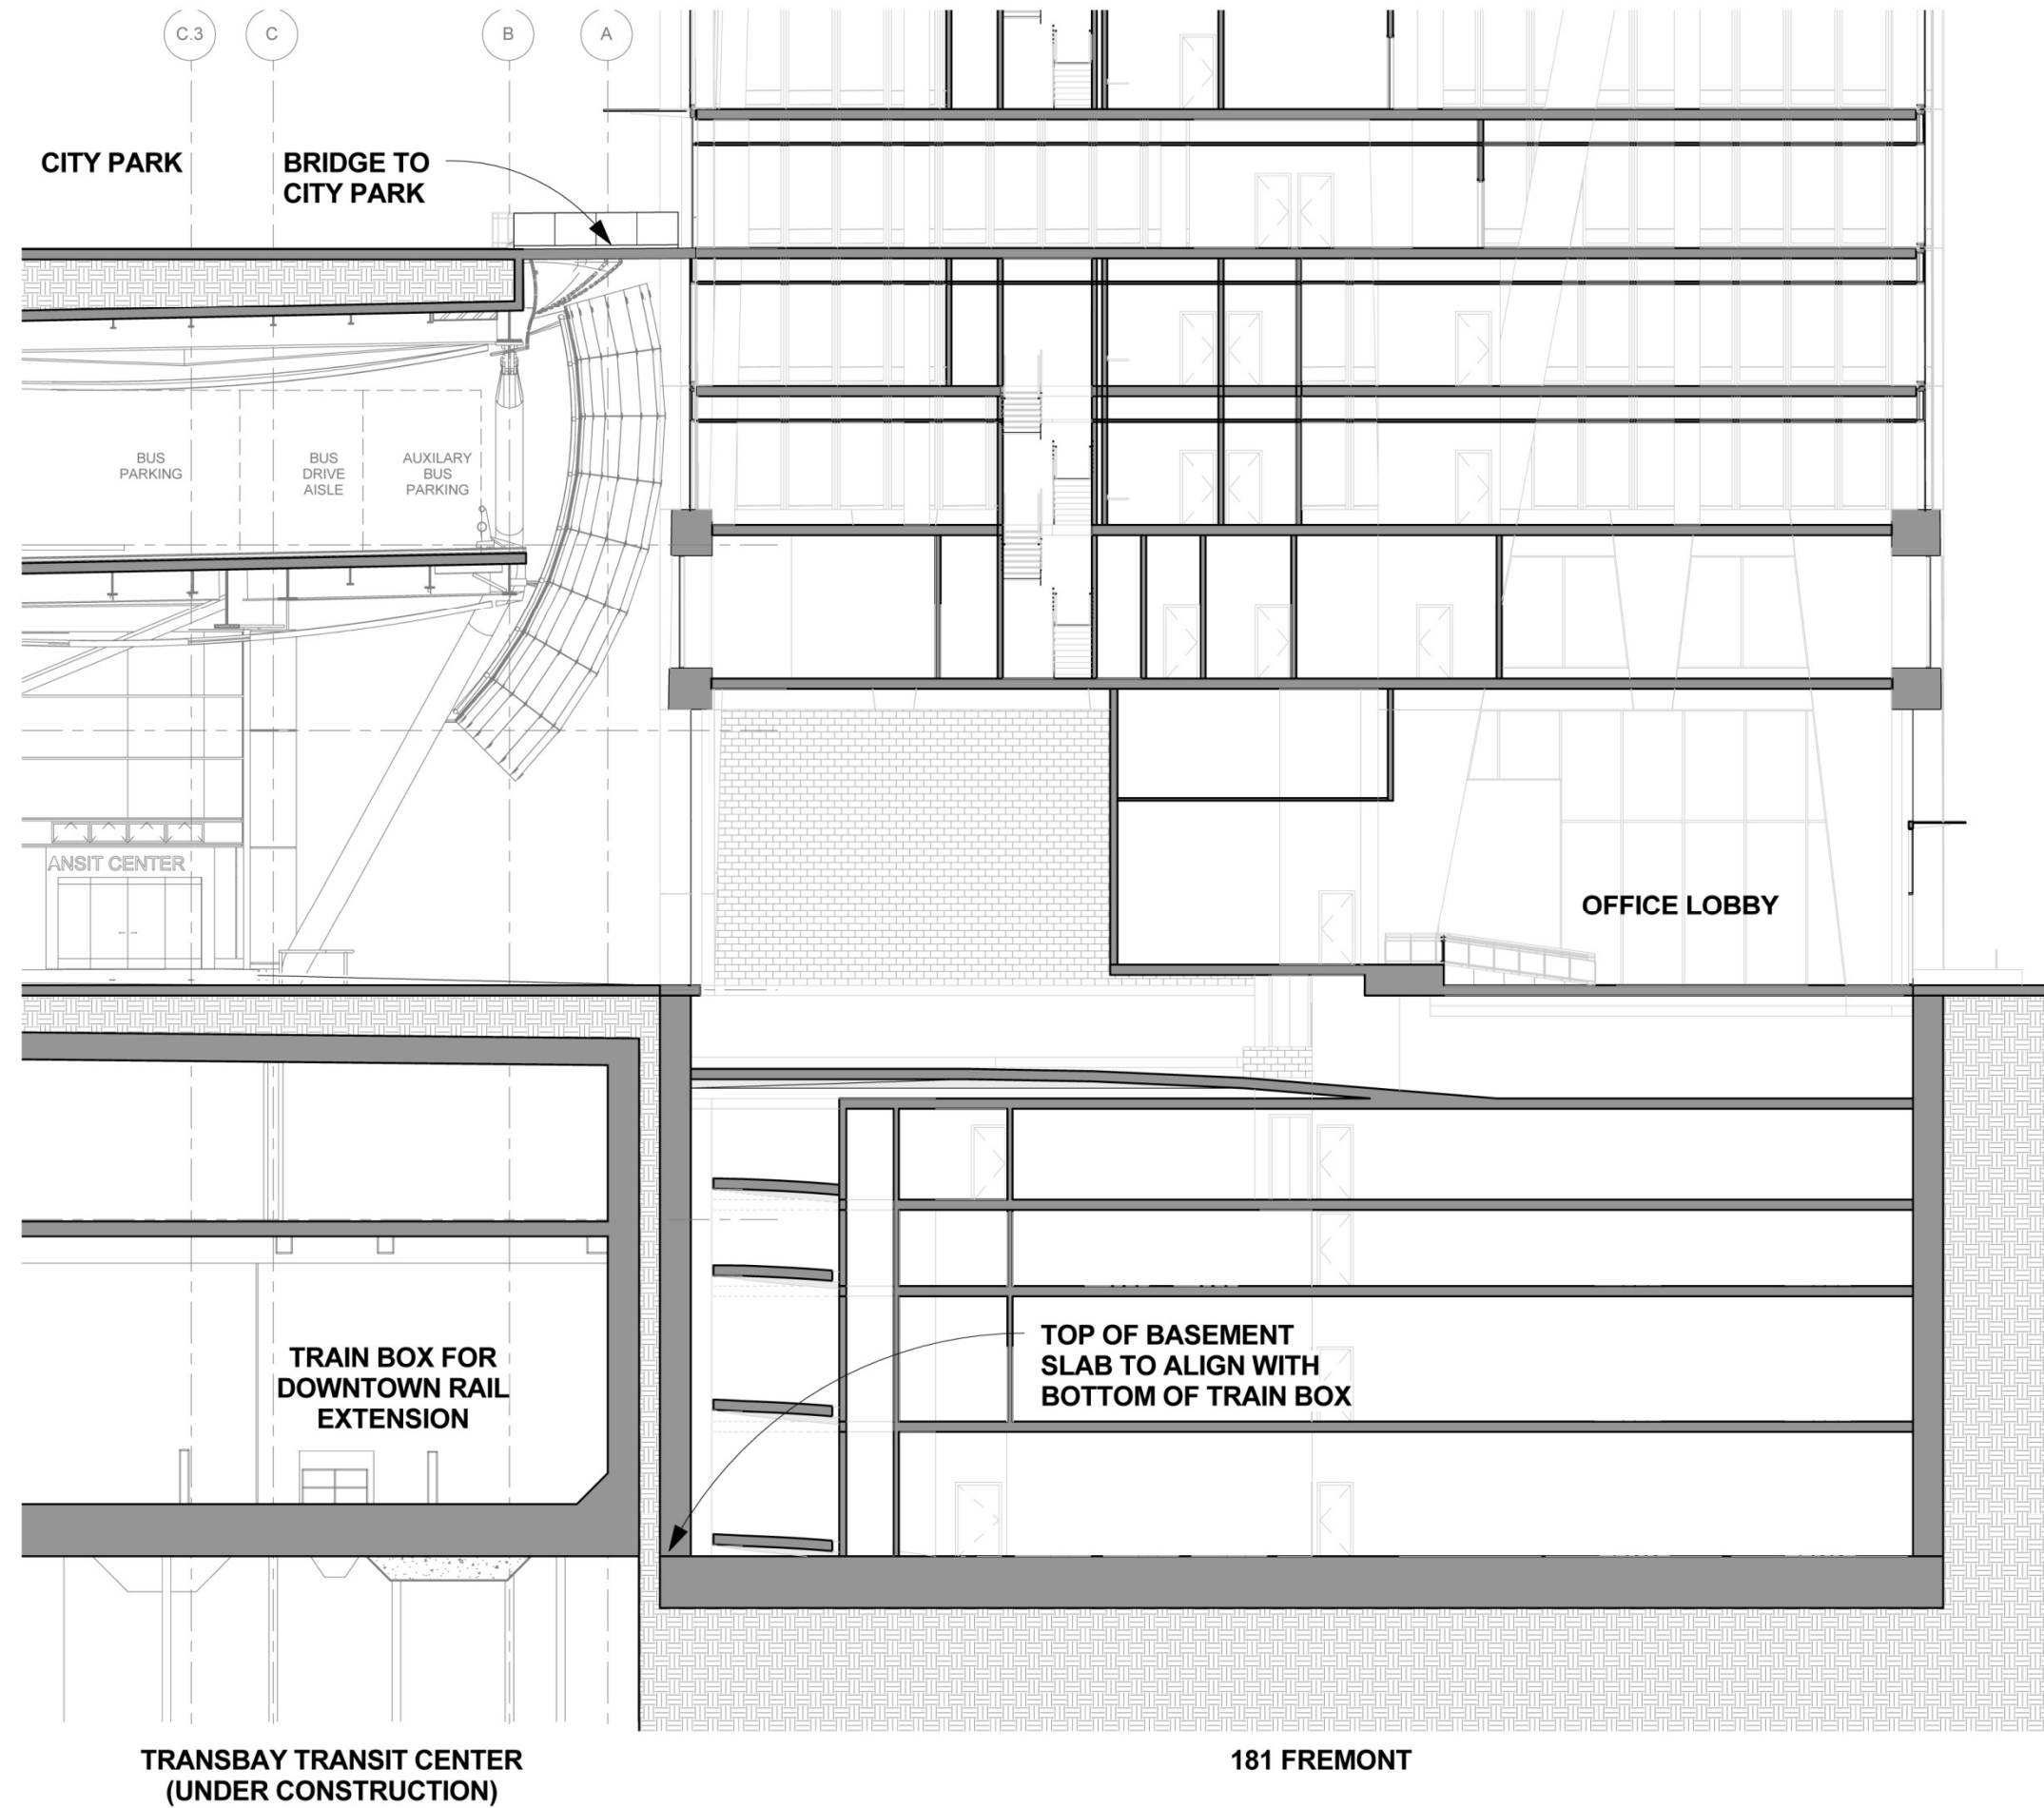 C.3
C
B
A
CITY PARK
BRIDGE TO
CITY PARK
BUS
PARKING
BUS
DRIVE
AISLE
AUXILARY
BUS
PARKING
ANSIT CENTER
OFFICE LOBBY
TRAIN BOX FOR
DOWNTOWN RAIL
EXTENSION
TOP OF BASEMENT
SLAB TO ALIGN WITH
BOTTOM OF TRAIN BOX
TRANSBAY TRANSIT CENTER
(UNDER CONSTRUCTION)
181 FREMONT